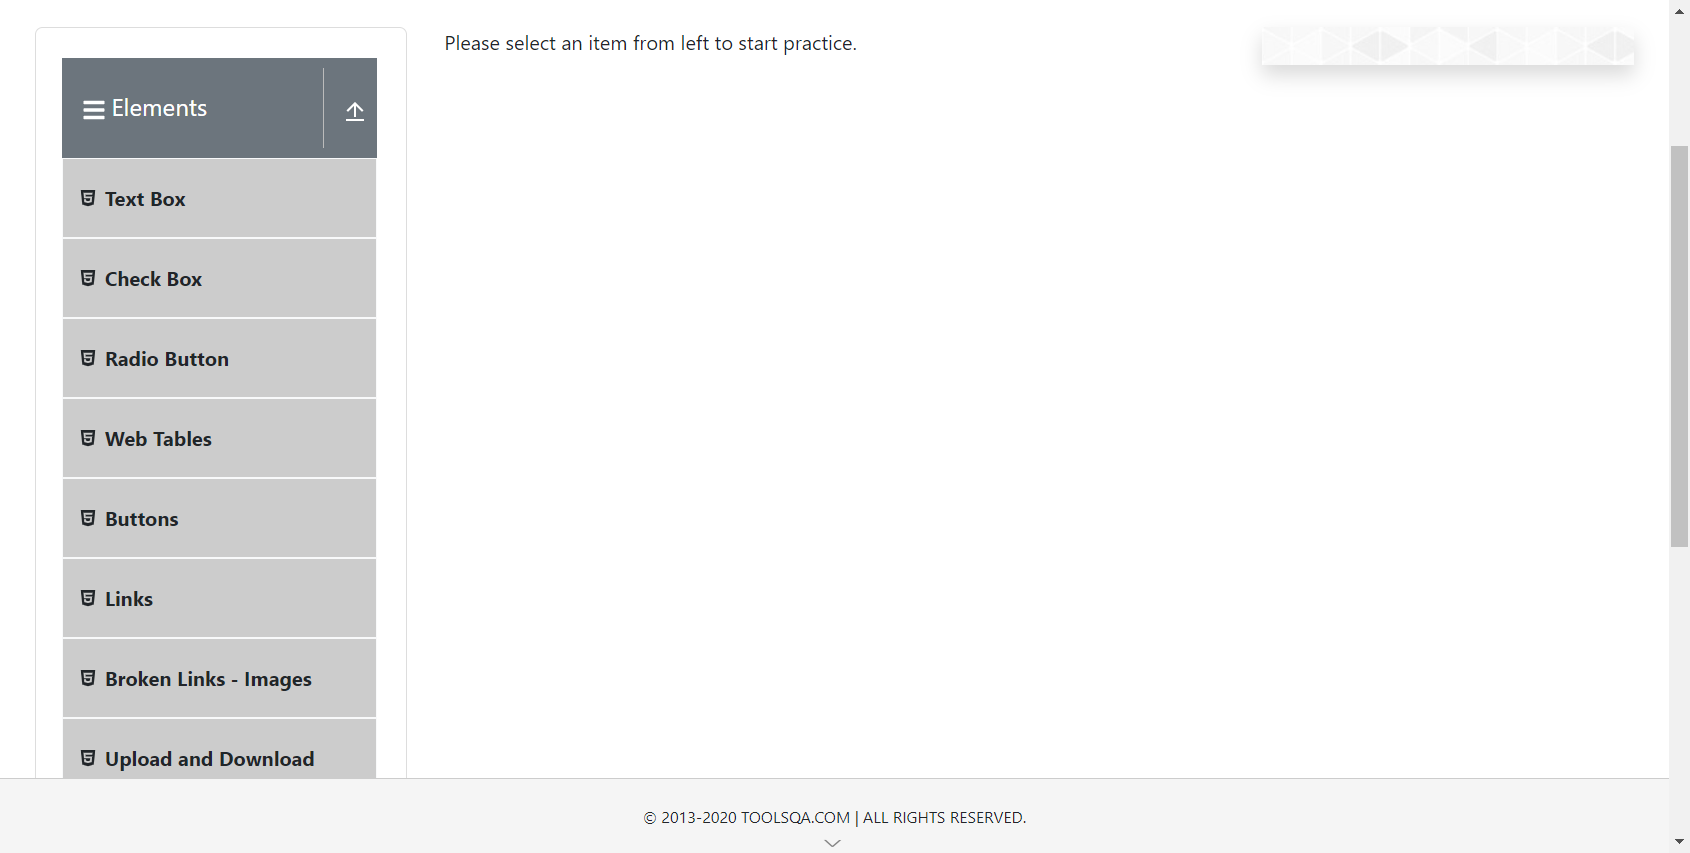 Please select an item from left to start practice.
Elements
Text Box
Check Box
Radio Button
Web Tables
Buttons
Links
Broken Links - Images
Upload and Download
© 2013-2020 TOOLSQA.COM | ALL RIGHTS RESERVED.